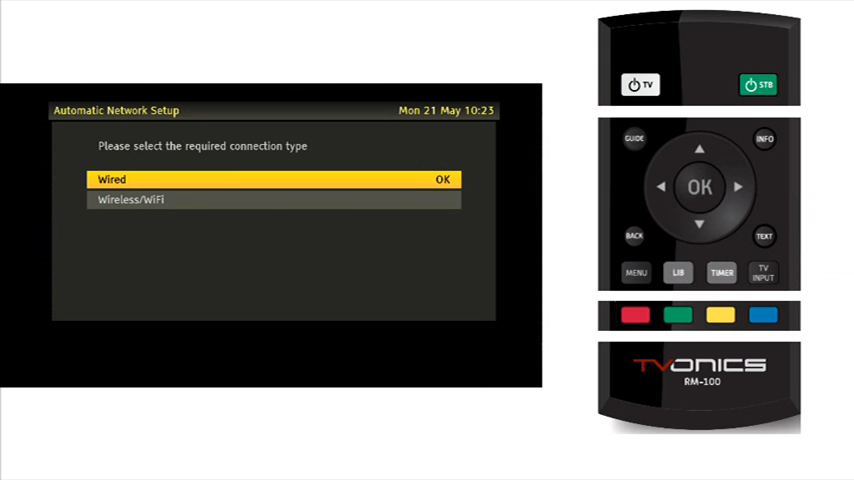 Automatic Network Setup Mon 21 May 10:23
Please select the required connection type
Wired OK
Wireless/WiFi
TV STB
GUIDE INFO
OK
BACK TEXT
MENU LIB TIMER TV INPUT
TVONICS
RM-100